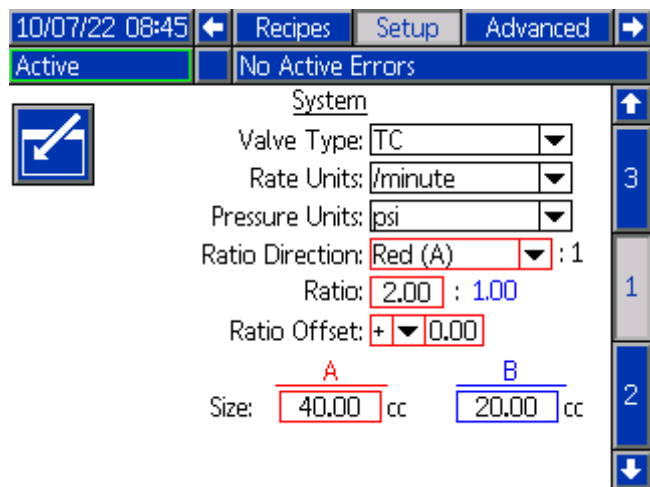 10/07/22 08:45 Recipes Setup Advanced
Active No Active Errors
System
Valve Type: TC
3
Rate Units: /minute
Pressure Units: psi
Ratio Direction: Red (A) : 1
Ratio: 2.00 : 1.00
1
Ratio Offset: + 0.00
A B
Size: 40.00 cc 20.00 cc
2